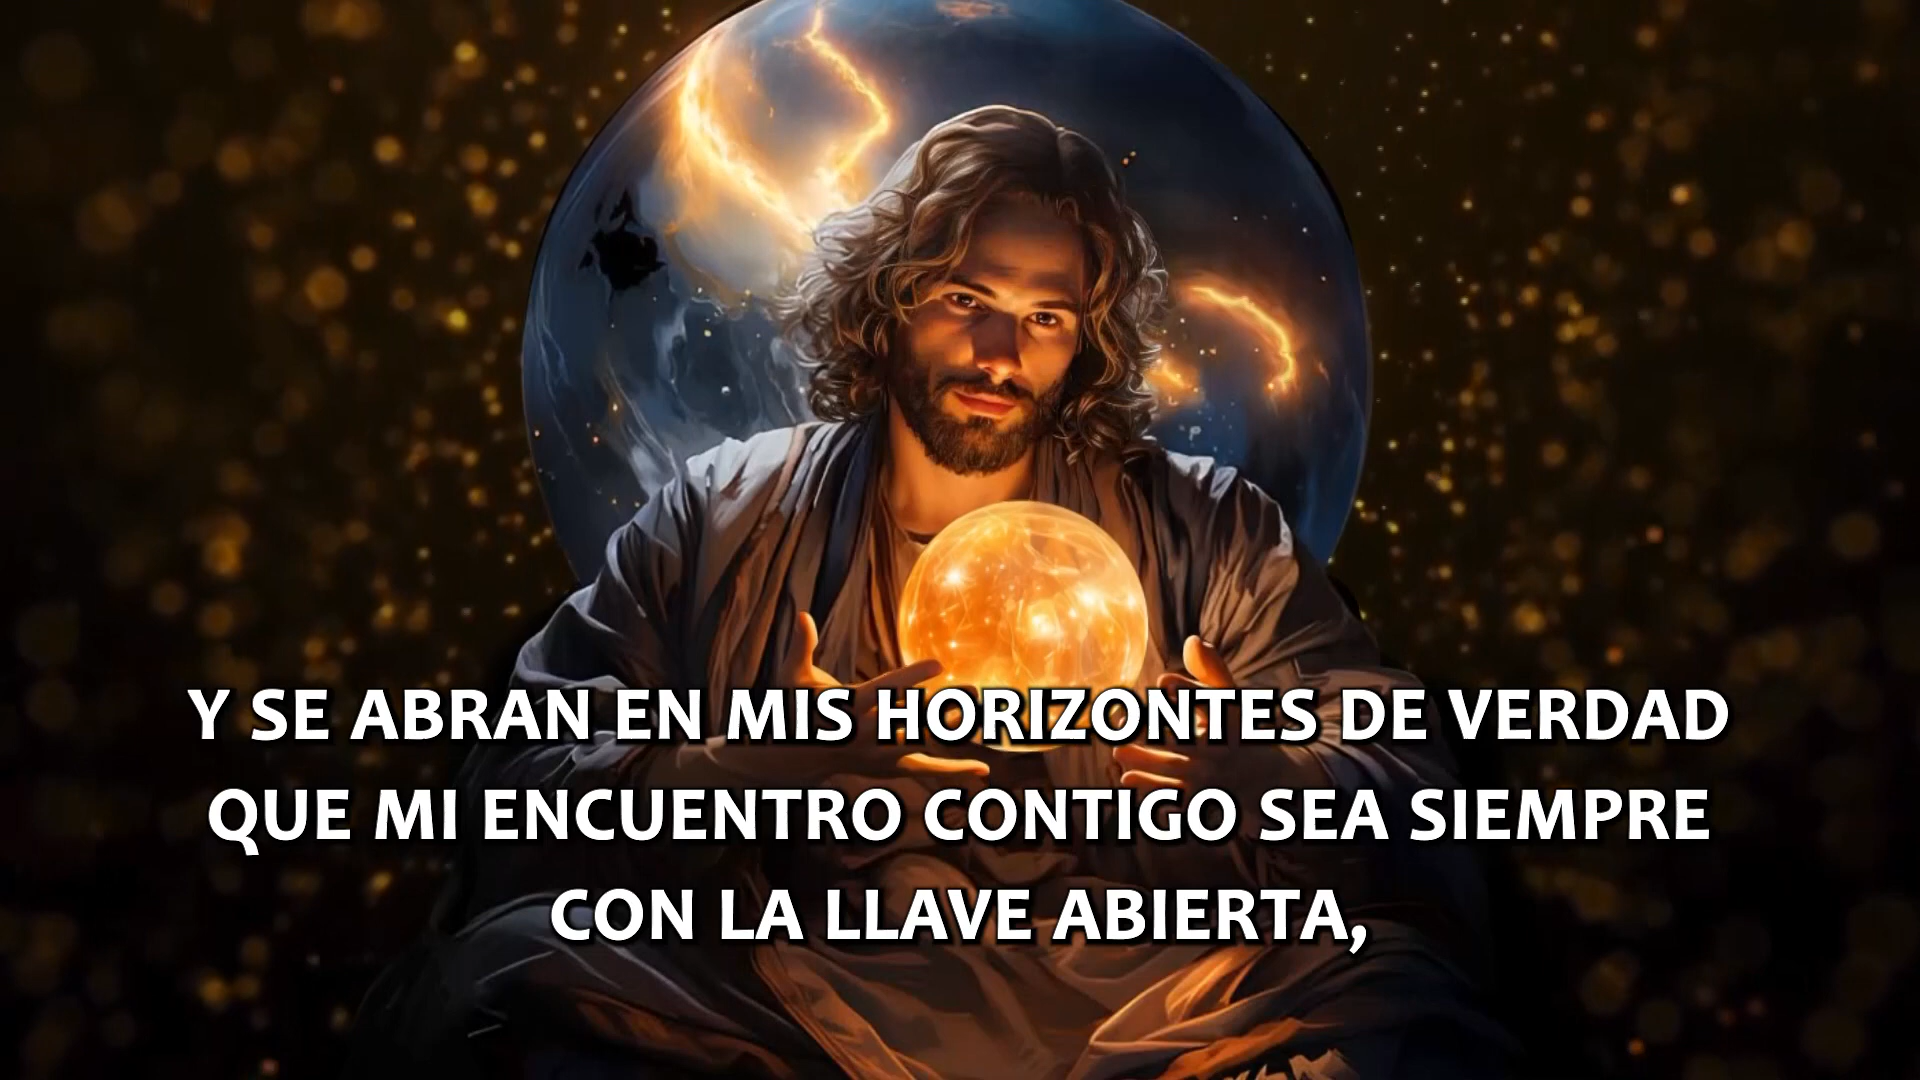 Y SE ABRAN EN MIS HORIZONTES DE VERDAD
QUE MI ENCUENTRO CONTIGO SEA SIEMPRE
CON LA LLAVE ABIERTA,